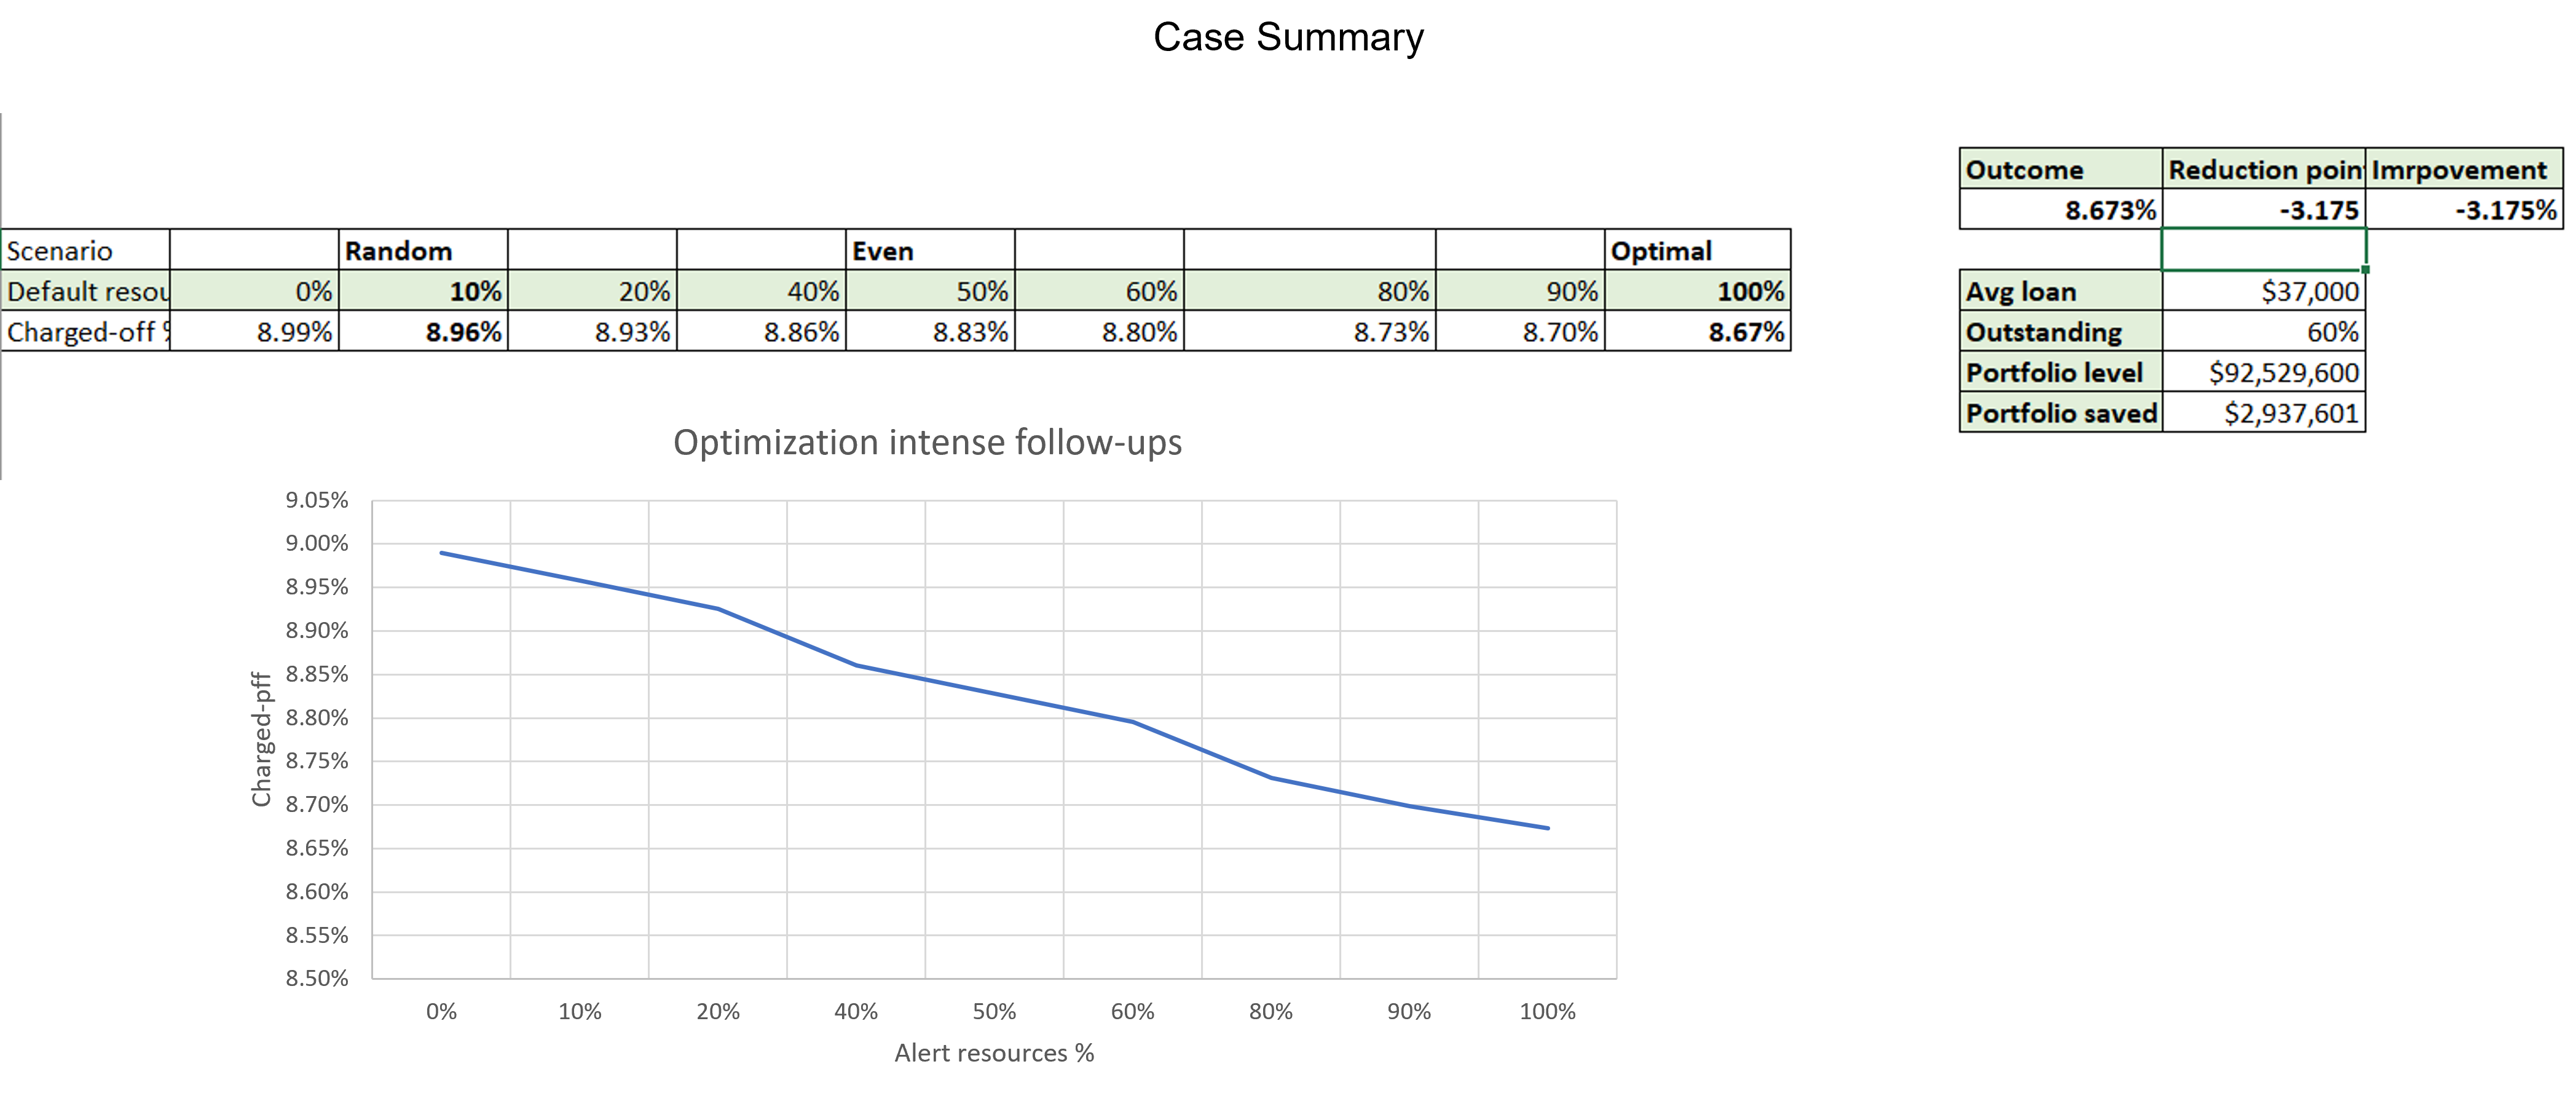 Case Summary
Outcome Reduction poin Imrpovement
8.673% -3.175 -3.175%
Scenario Random Even Optimal
Default resou 0% 10% 20% 40% 50% 60% 80% 90% 100%
Charged-off % 8.99% 8.96% 8.93% 8.86% 8.83% 8.80% 8.73% 8.70% 8.67%
Avg loan $37,000
Outstanding 60%
Portfolio level $92,529,600
Portfolio saved $2,937,601
Optimization intense follow-ups
9.05%
9.00%
8.95%
8.90%
8.85%
8.80%
8.75%
8.70%
8.65%
8.60%
8.55%
8.50%
Charged-pff
0% 10% 20% 40% 50% 60% 80% 90% 100%
Alert resources %